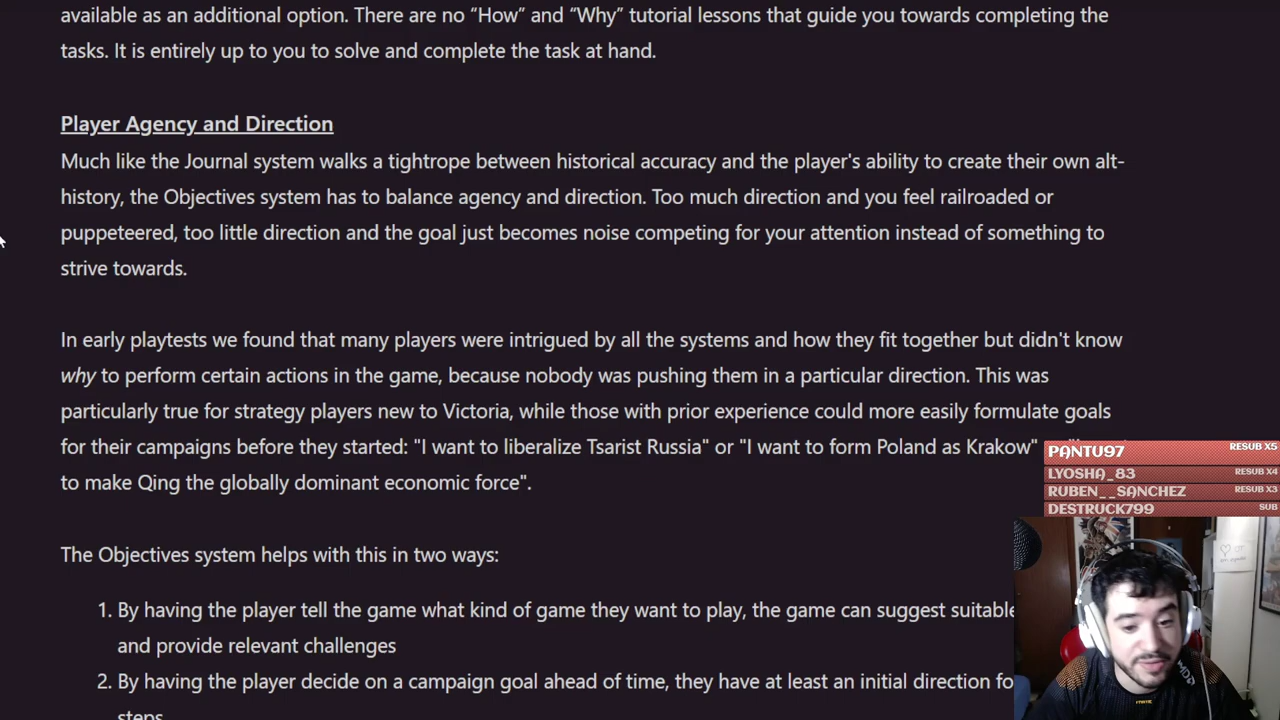 available as an additional option. There are no “How” and “Why” tutorial lessons that guide you towards completing the
tasks. It is entirely up to you to solve and complete the task at hand.
Player Agency and Direction
Much like the Journal system walks a tightrope between historical accuracy and the player's ability to create their own alt-
history, the Objectives system has to balance agency and direction. Too much direction and you feel railroaded or
puppeteered, too little direction and the goal just becomes noise competing for your attention instead of something to
strive towards.
In early playtests we found that many players were intrigued by all the systems and how they fit together but didn't know
why to perform certain actions in the game, because nobody was pushing them in a particular direction. This was
particularly true for strategy players new to Victoria, while those with prior experience could more easily formulate goals
for their campaigns before they started: "I want to liberalize Tsarist Russia" or "I want to form Poland as Krakow"
to make Qing the globally dominant economic force".
The Objectives system helps with this in two ways:
1. By having the player tell the game what kind of game they want to play, the game can suggest suitable
and provide relevant challenges
2. By having the player decide on a campaign goal ahead of time, they have at least an initial direction
steps
PANTU97 RESUB X5
LYOSHA_83 RESUB X4
RUBEN__SANCHEZ RESUB X3
DESTRUCK799 SUB